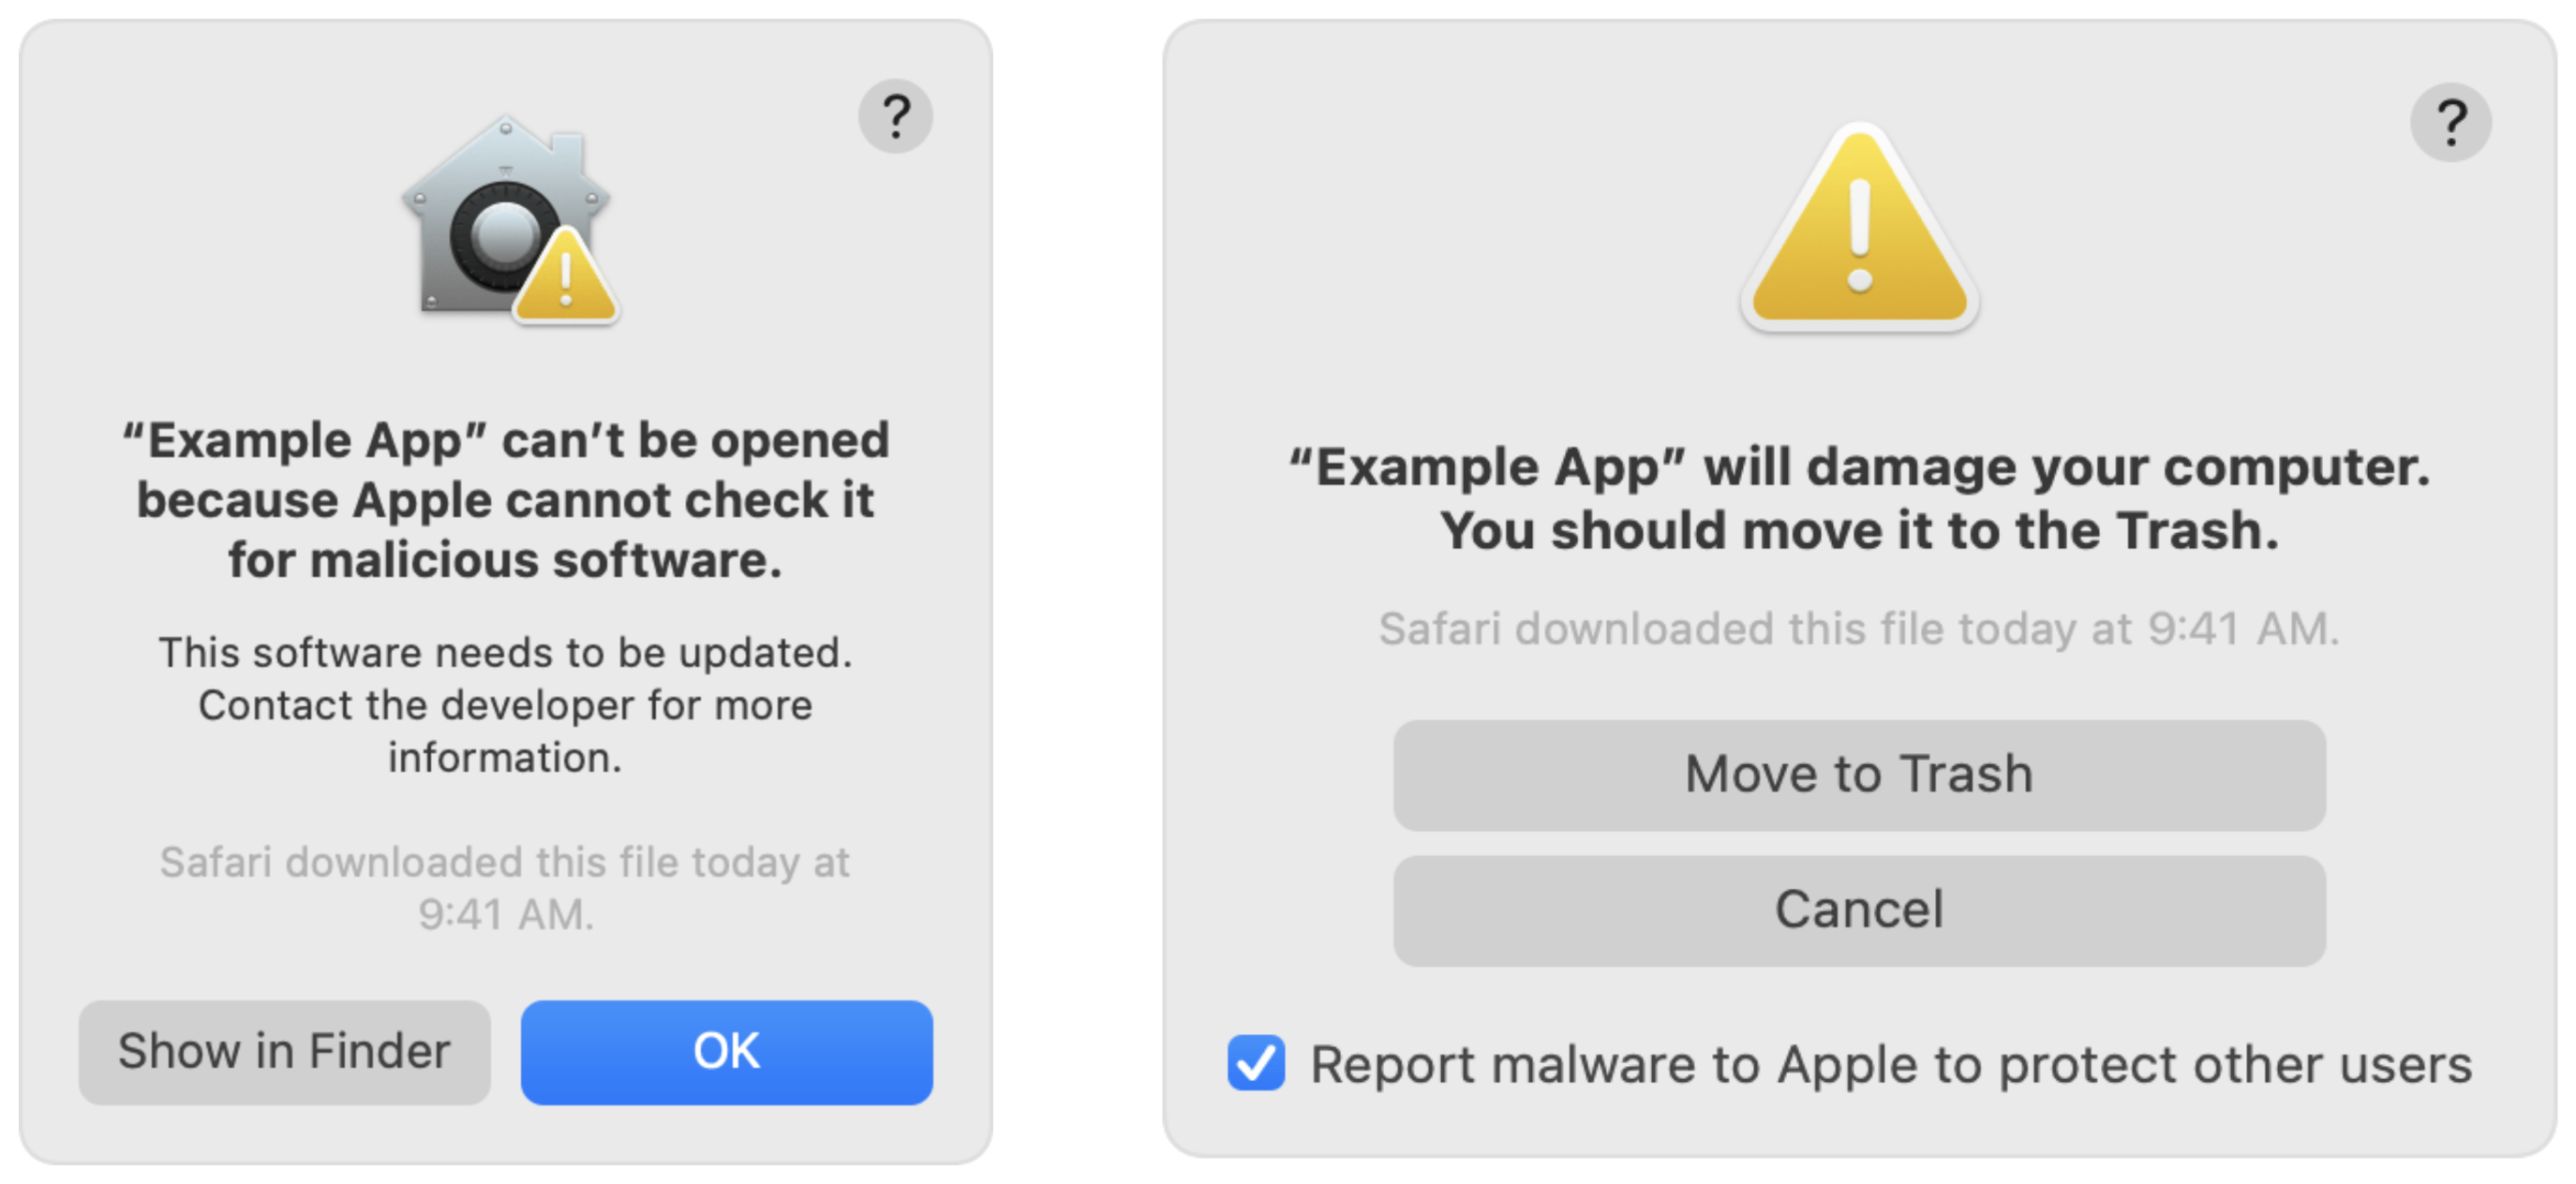 ?
“Example App” can’t be opened
because Apple cannot check it
for malicious software.
This software needs to be updated.
Contact the developer for more
information.
Safari downloaded this file today at
9:41 AM.
Show in Finder
OK
?
“Example App” will damage your computer.
You should move it to the Trash.
Safari downloaded this file today at 9:41 AM.
Move to Trash
Cancel
Report malware to Apple to protect other users